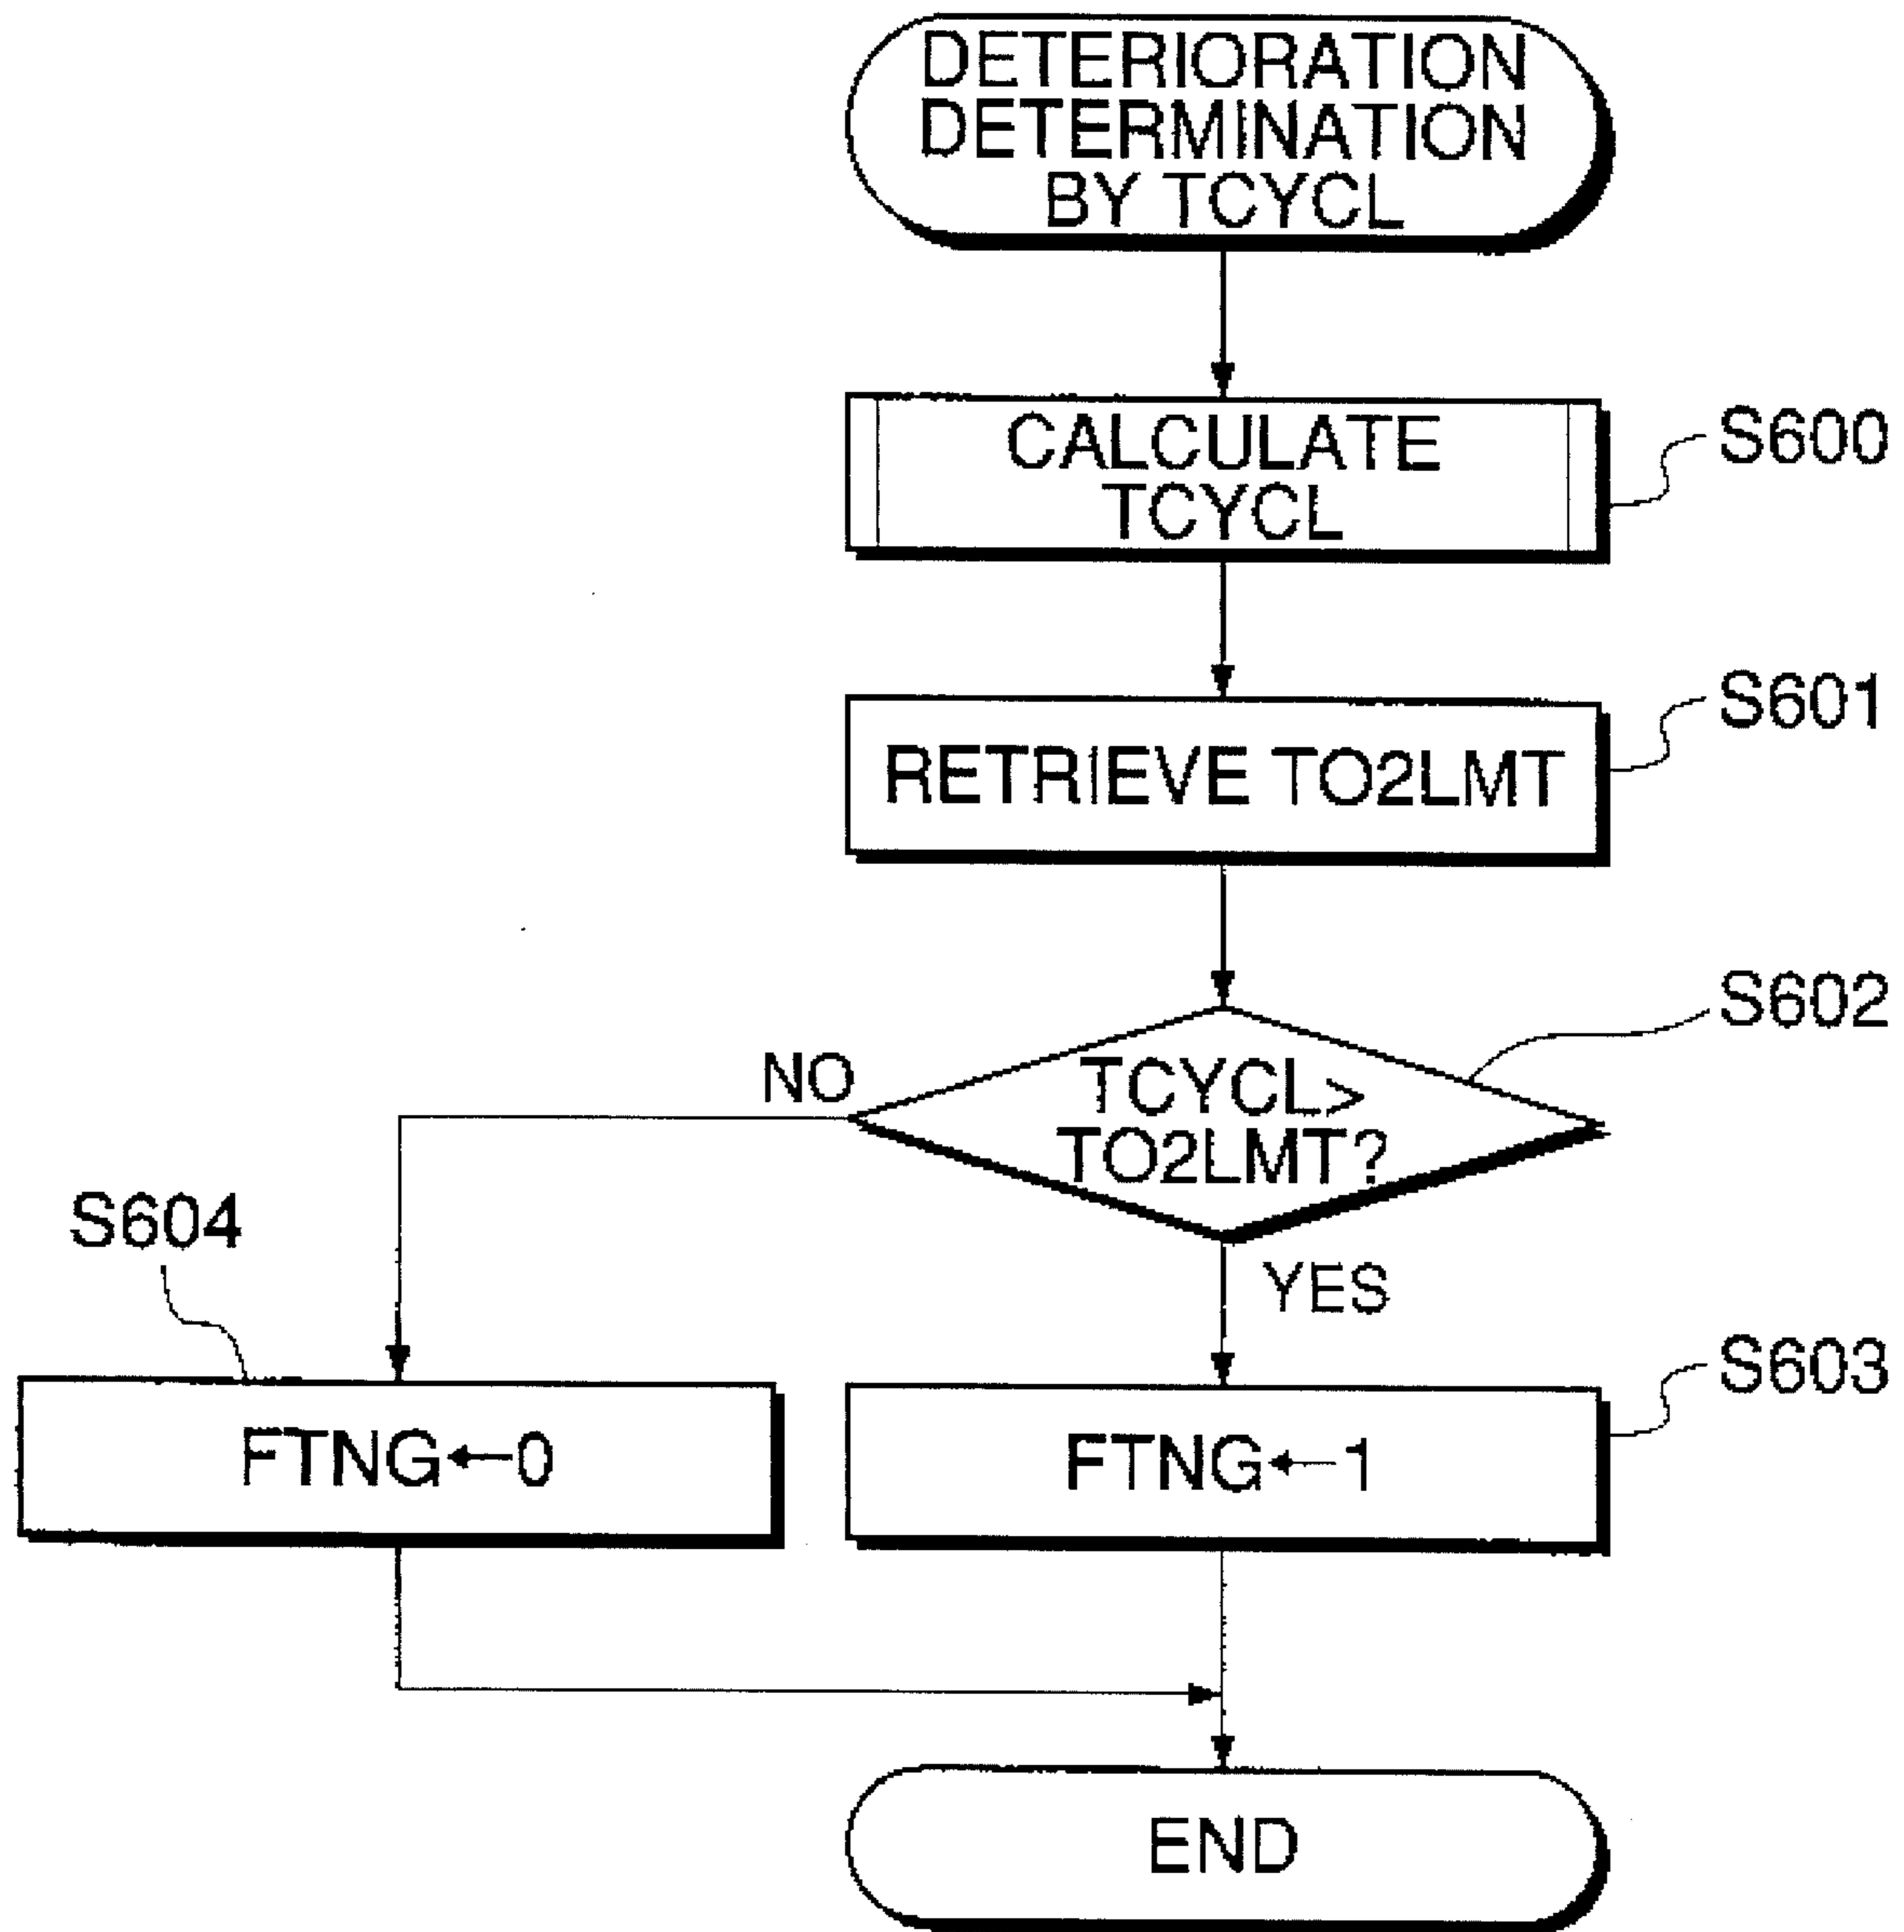 DETERIORATION
DETERMINATION
BY TCYCL
CALCULATE
TCYCL
S600
RETRIEVE TO2LMT
S601
S602
TCYCL>
TO2LMT?
NO
YES
S604
FTNG←0
S603
FTNG←1
END